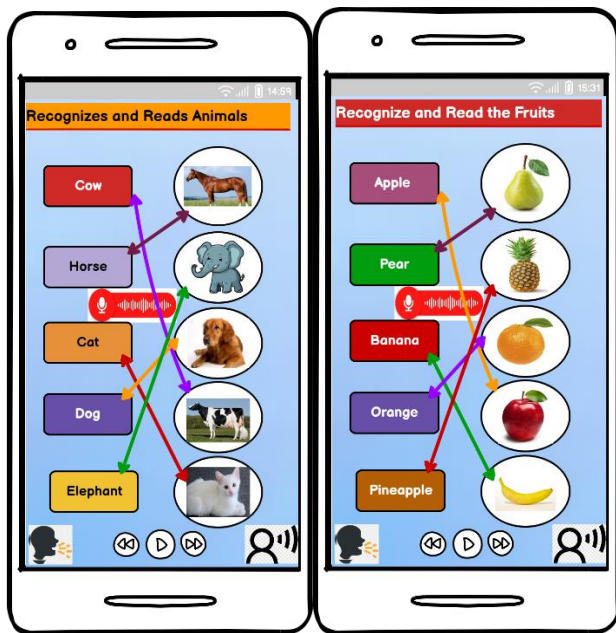 14:59
Recognizes and Reads Animals
Cow
Horse
Cat
Dog
Elephant
15:31
Recognize and Read the Fruits
Apple
Pear
Banana
Orange
Pineapple